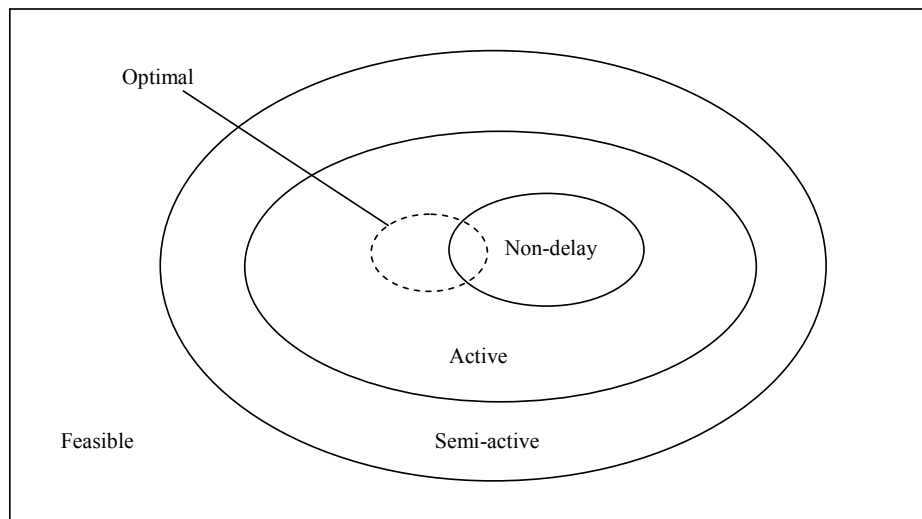 Optimal
Non-delay
Active
Feasible
Semi-active